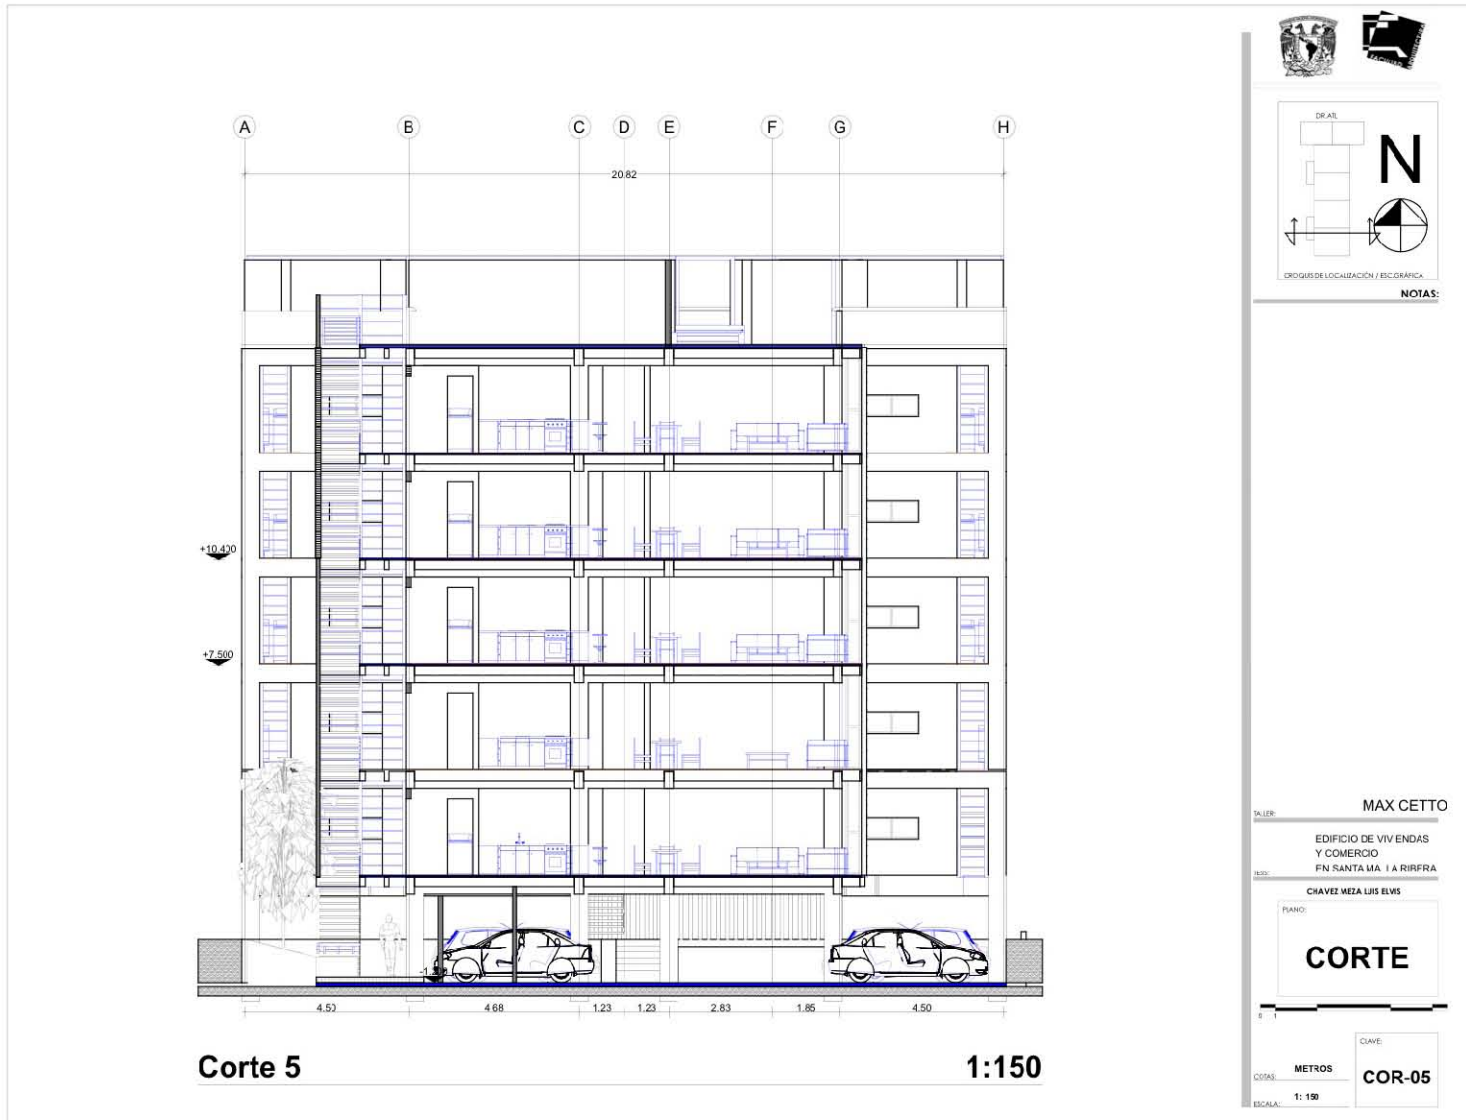 A B C D E F G H
20.82
+10.400
+7.500
4.50 4.68 1.23 1.23 2.83 1.85 4.50
Corte 5
1:150
FACULTAD
ARQUITECTURA
DR.ATL
N
CROQUIS DE LOCALIZACIÓN / ESC.GRÁFICA
NOTAS:
TALLER:
MAX CETTO
EDIFICIO DE VIVIENDAS
Y COMERCIO
EN SANTA MA. LA RIBERA
TESIS:
CHAVEZ MEZA LUIS ELVIS
PLANO:
CORTE
0 1
CLAVE:
COTAS: METROS
COR-05
ESCALA: 1: 150